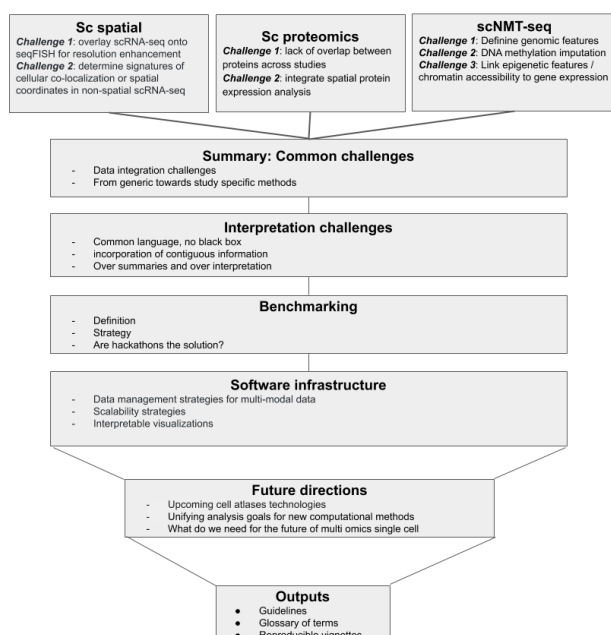 Sc spatial
Challenge 1: overlay scRNA-seq onto
seqFISH for resolution enhancement
Challenge 2: determine signatures of
cellular co-localization or spatial
coordinates in non-spatial scRNA-seq
Sc proteomics
Challenge 1: lack of overlap between
proteins across studies
Challenge 2: integrate spatial protein
expression analysis
scNMT-seq
Challenge 1: Definine genomic features
Challenge 2: DNA methylation imputation
Challenge 3: Link epigenetic features /
chromatin accessibility to gene expression
Summary: Common challenges
- Data integration challenges
- From generic towards study specific methods
Interpretation challenges
- Common language, no black box
- incorporation of contiguous information
- Over summaries and over interpretation
Benchmarking
- Definition
- Strategy
- Are hackathons the solution?
Software infrastructure
- Data management strategies for multi-modal data
- Scalability strategies
- Interpretable visualizations
Future directions
- Upcoming cell atlases technologies
- Unifying analysis goals for new computational methods
- What do we need for the future of multi omics single cell
Outputs
● Guidelines
● Glossary of terms
● Reproducible vignettes